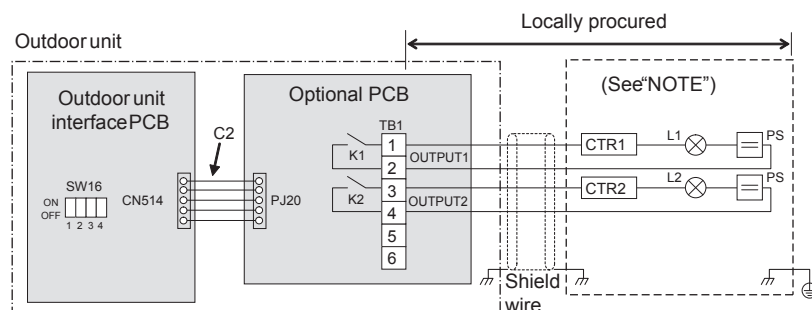 Locally procured
Outdoor unit
Outdoor unit
interface PCB
C2
Optional PCB
(See "NOTE")
TB1
K1
1
OUTPUT1
2
K2
3
OUTPUT2
4
5
6
CTR1
L1
PS
CTR2
L2
PS
SW16
ON
OFF
1 2 3 4
CN514
PJ20
Shield
wire